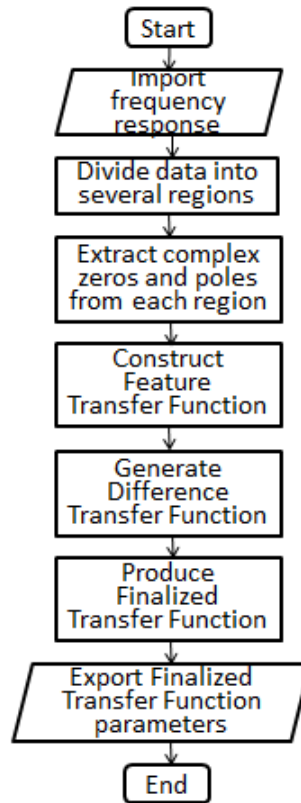 Start
Import
frequency
response
Divide data into
several regions
Extract complex
zeros and poles
from each region
Construct
Feature
Transfer Function
Generate
Difference
Transfer Function
Produce
Finalized
Transfer Function
Export Finalized
Transfer Function
parameters
End